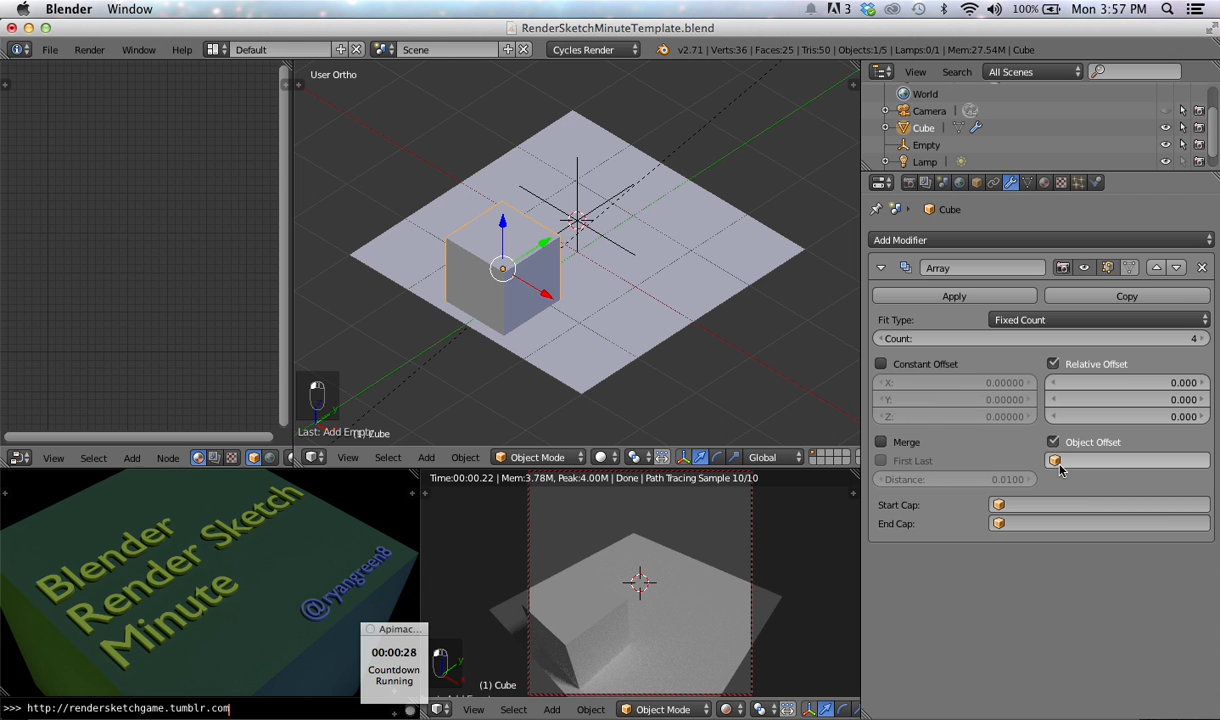 Blender Window 3 100% Mon 3:57 PM
RenderSketchMinuteTemplate.blend
File Render Window Help Default Scene Cycles Render v2.71 | Verts:36 | Faces:25 | Tris:50 | Objects:1/5 | Lamps:0/1 | Mem:27.54M | Cube
View Search All Scenes
User Ortho
World
Camera
Cube
Empty
Lamp
Cube
Add Modifier
Array
Apply Copy
Fit Type: Fixed Count
Count: 4
Constant Offset Relative Offset
X: 0.00000 0.000
Y: 0.00000 0.000
Z: 0.00000 0.000
Merge Object Offset
First Last
Distance: 0.0100
Start Cap:
End Cap:
y
Last: Add Empty
(1) Cube
View Select Add Node
View Select Add Object Object Mode Global
Time:00:00.22 | Mem:3.78M, Peak:4.00M | Done | Path Tracing Sample 10/10
Blender
Render Sketch
Minute
@ryangreen8
Apimac...
00:00:28
Countdown
Running
y
(1) Cube
>>> http://rendersketchgame.tumblr.com
View Select Add Object Object Mode